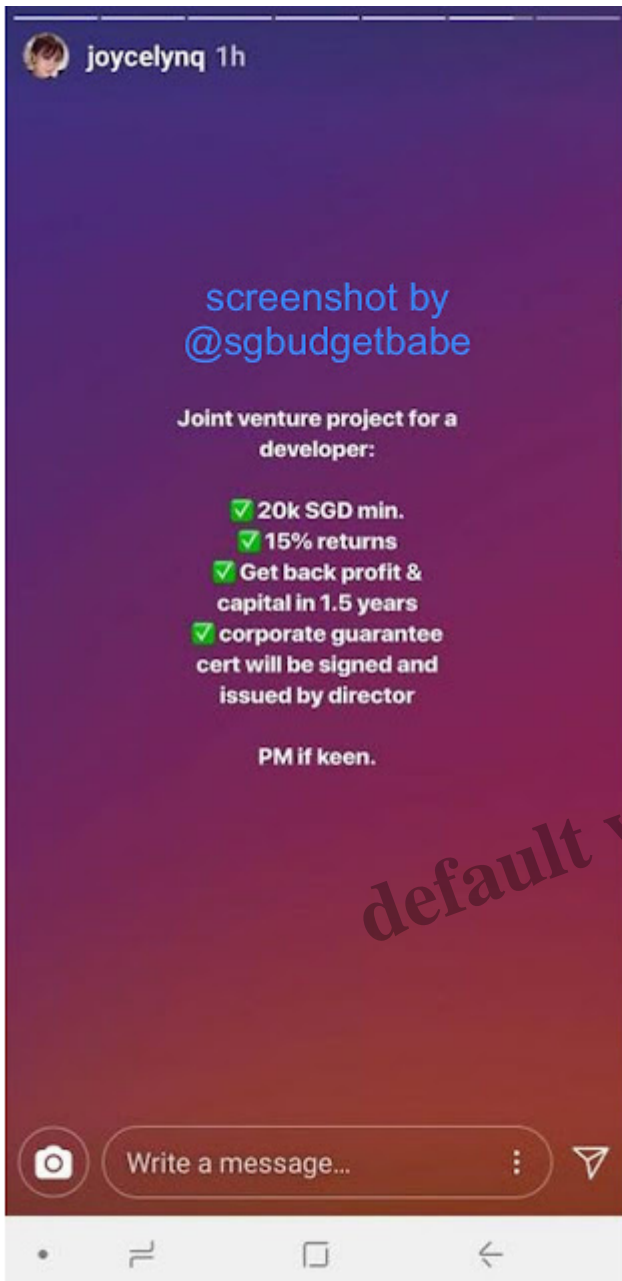 joycelynq 1h
screenshot by
@sgbudgetbabe
Joint venture project for a
developer:
✅ 20k SGD min.
✅ 15% returns
✅ Get back profit &
capital in 1.5 years
✅ corporate guarantee
cert will be signed and
issued by director
PM if keen.
default
Write a message...